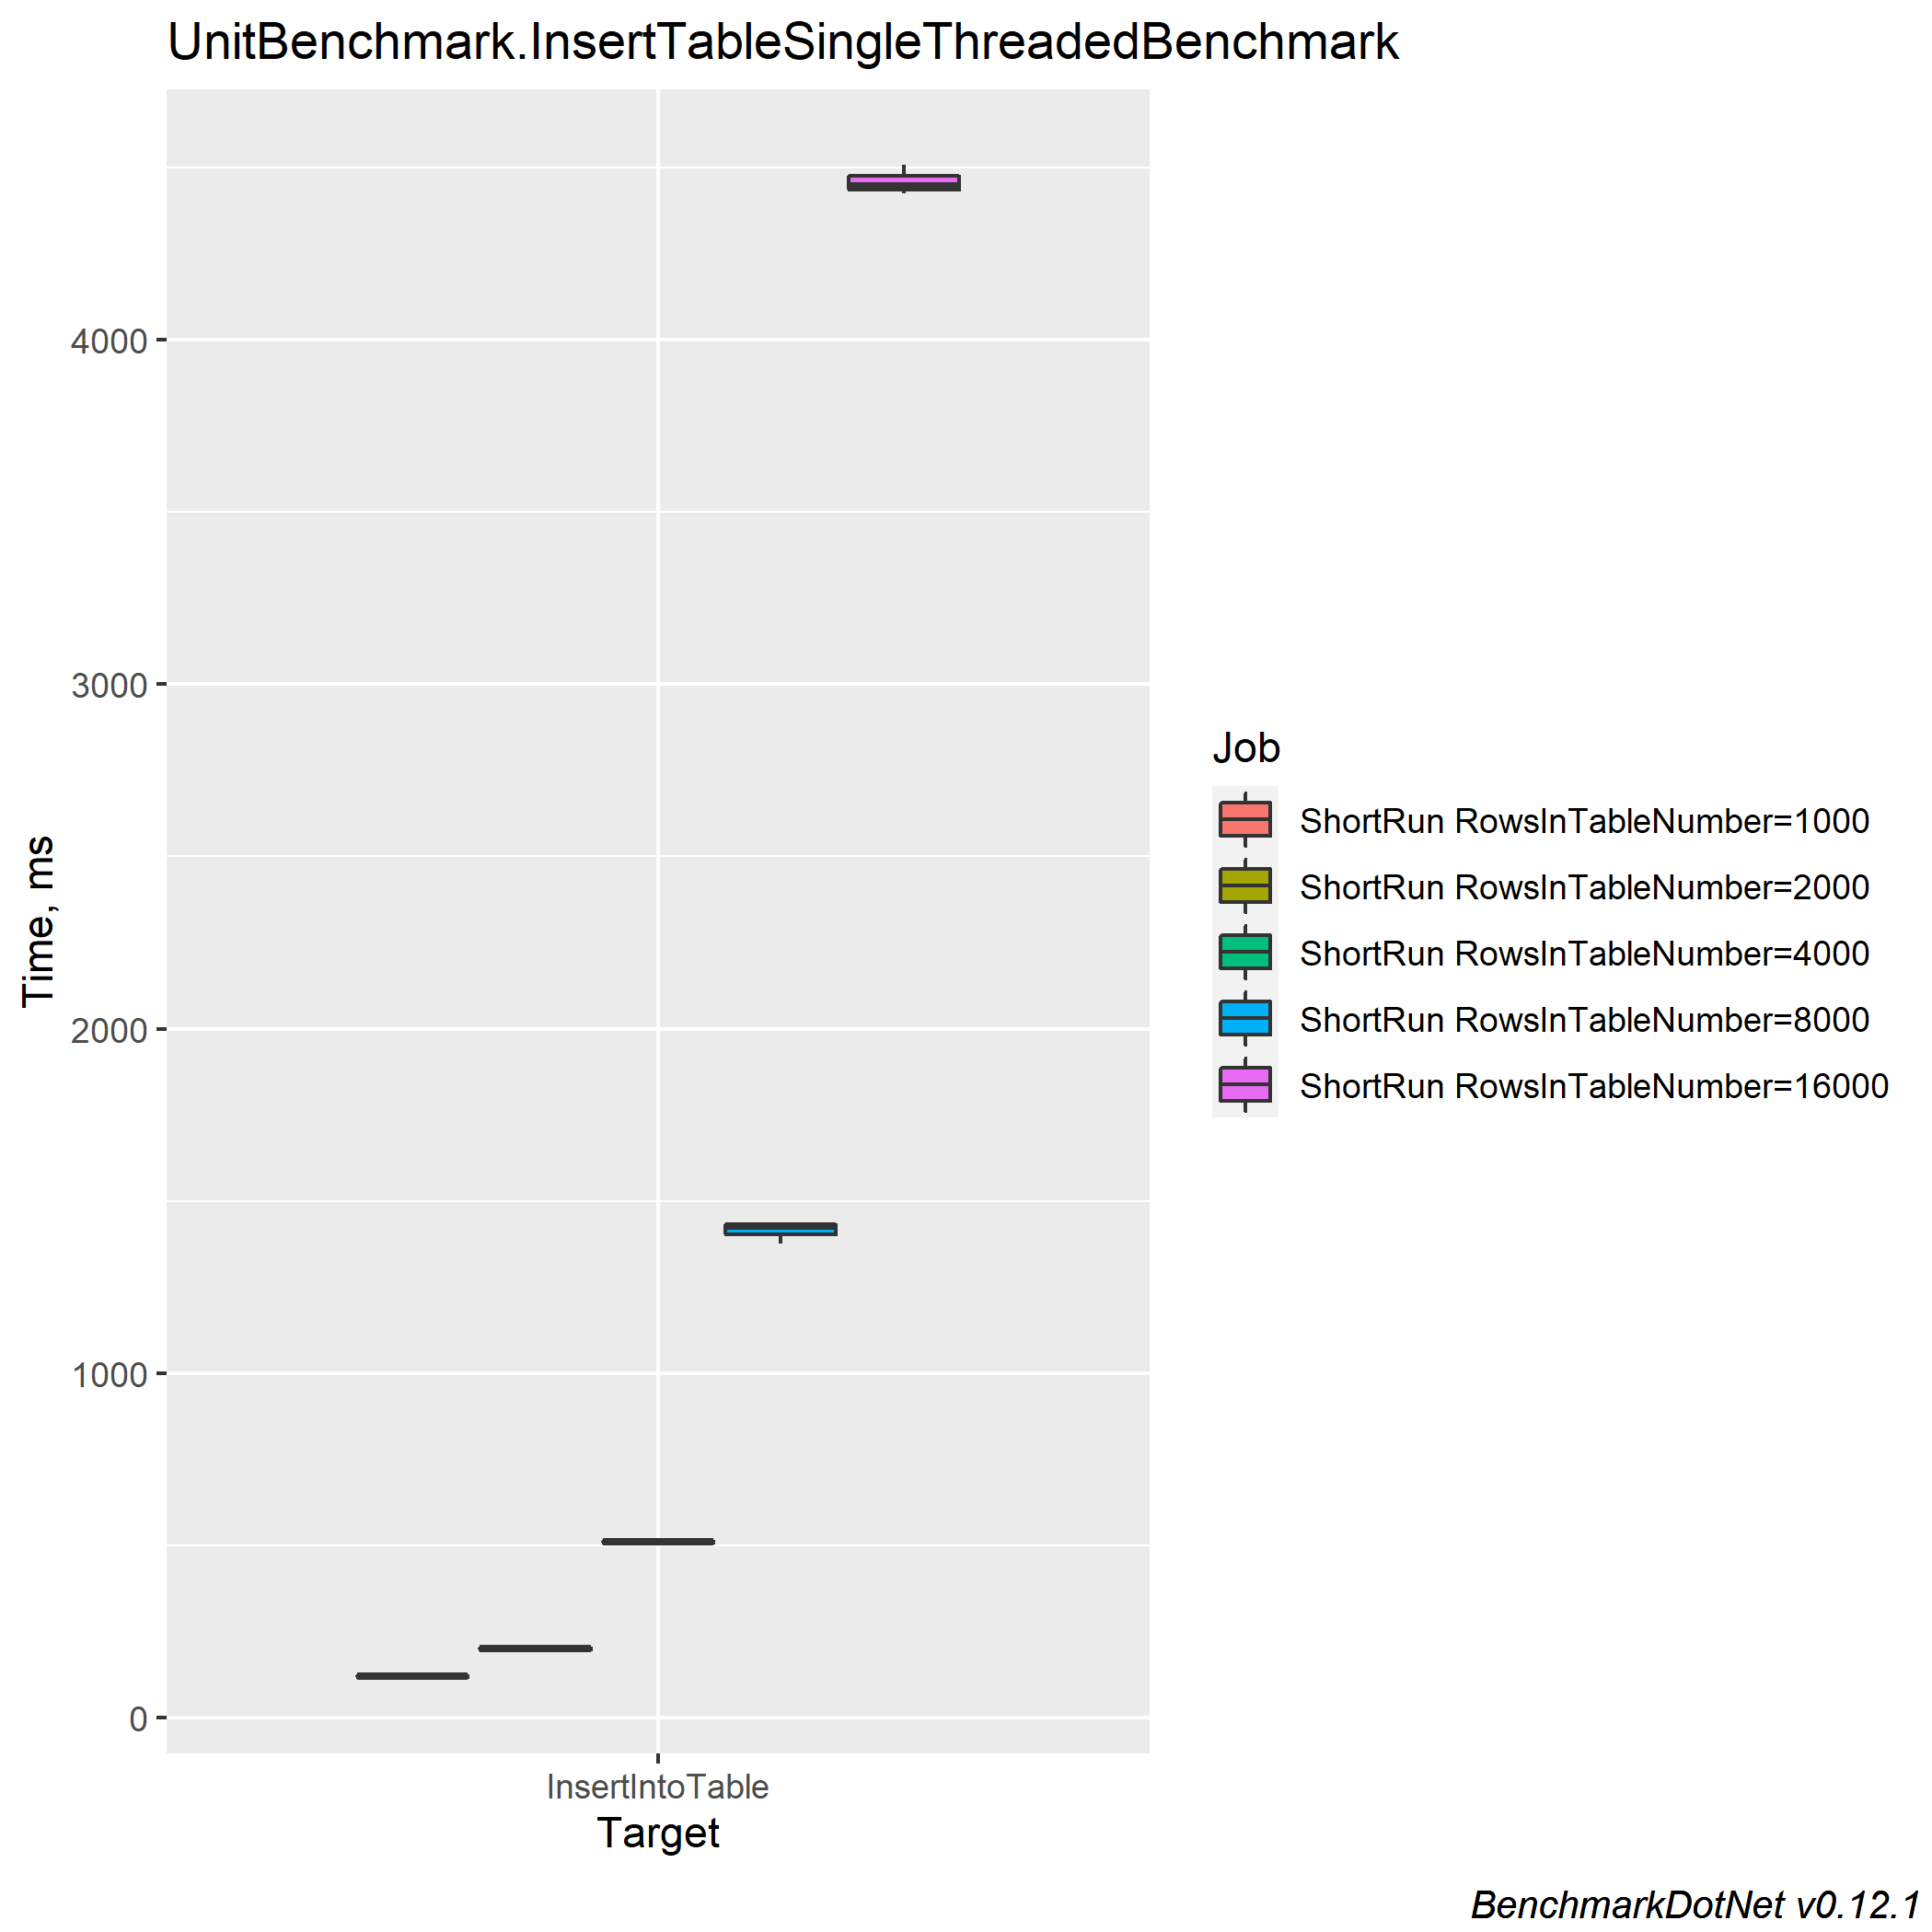 UnitBenchmark.InsertTableSingleThreadedBenchmark
4000
3000
2000
1000
0
Time, ms
InsertIntoTable
Target
Job
ShortRun RowsInTableNumber=1000
ShortRun RowsInTableNumber=2000
ShortRun RowsInTableNumber=4000
ShortRun RowsInTableNumber=8000
ShortRun RowsInTableNumber=16000
BenchmarkDotNet v0.12.1